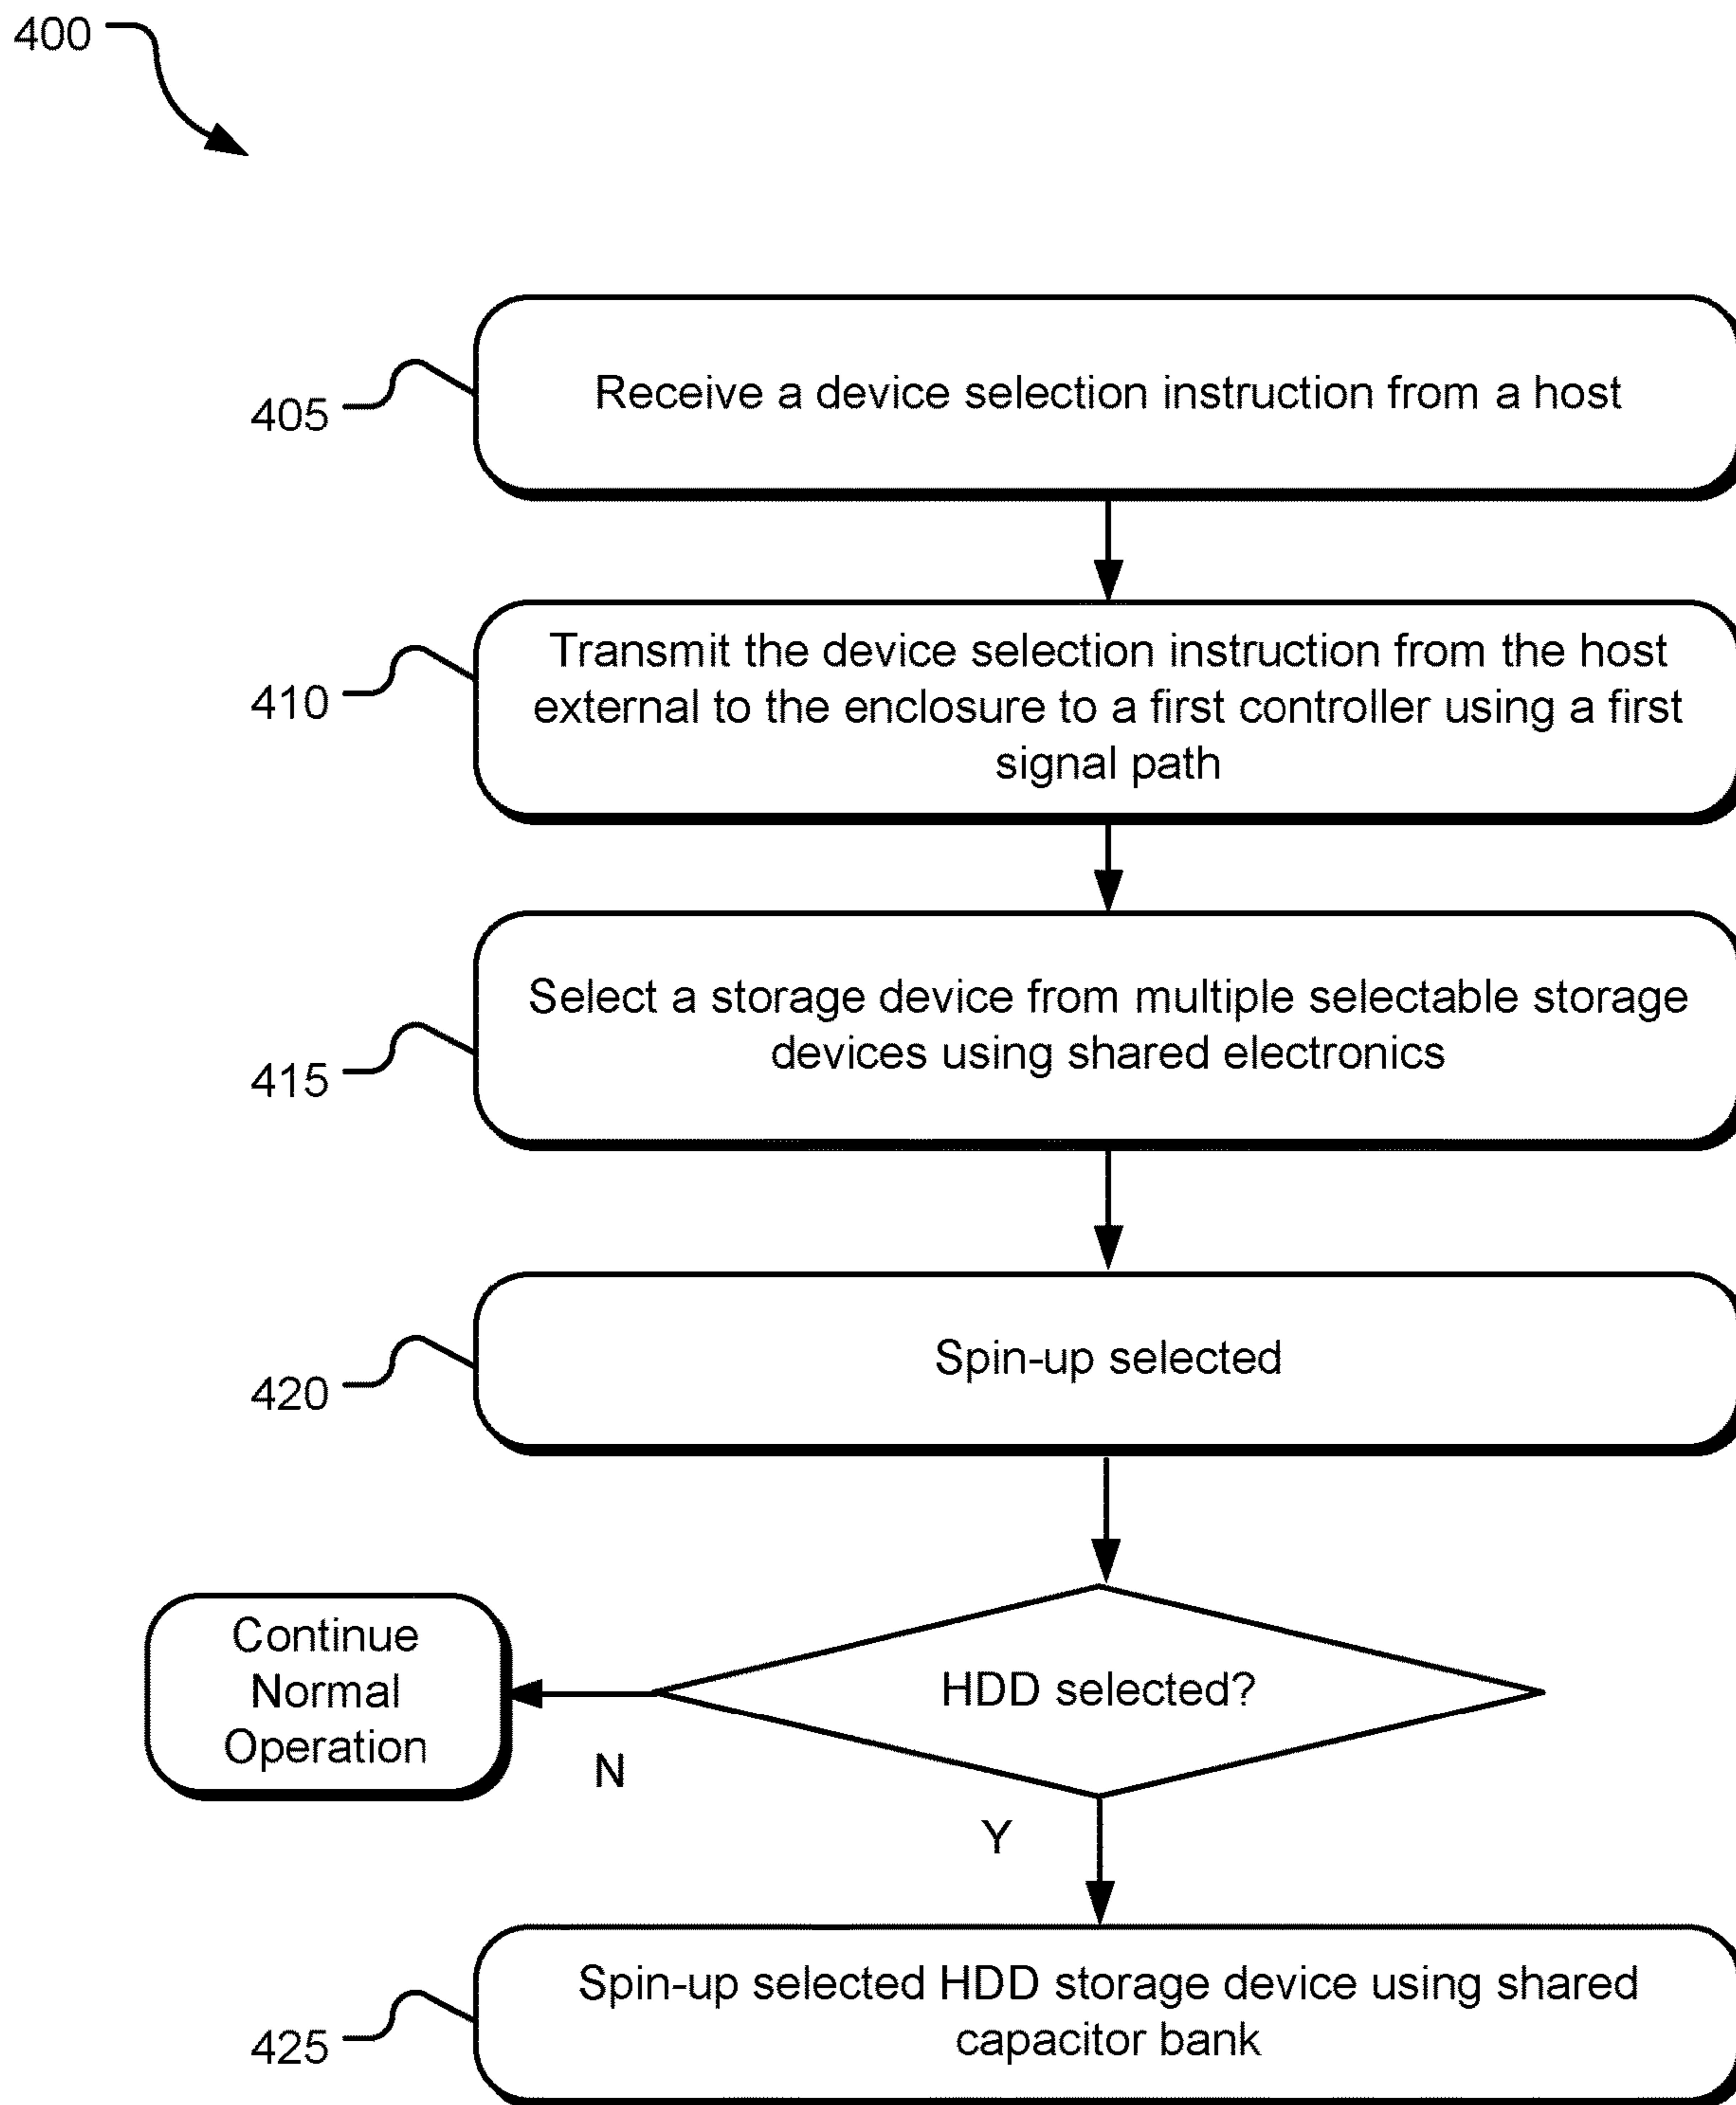 400
Receive a device selection instruction from a host
405
Transmit the device selection instruction from the host
external to the enclosure to a first controller using a first
signal path
410
Select a storage device from multiple selectable storage
devices using shared electronics
415
Spin-up selected
420
HDD selected?
Continue
Normal
Operation
N
Y
Spin-up selected HDD storage device using shared
capacitor bank
425